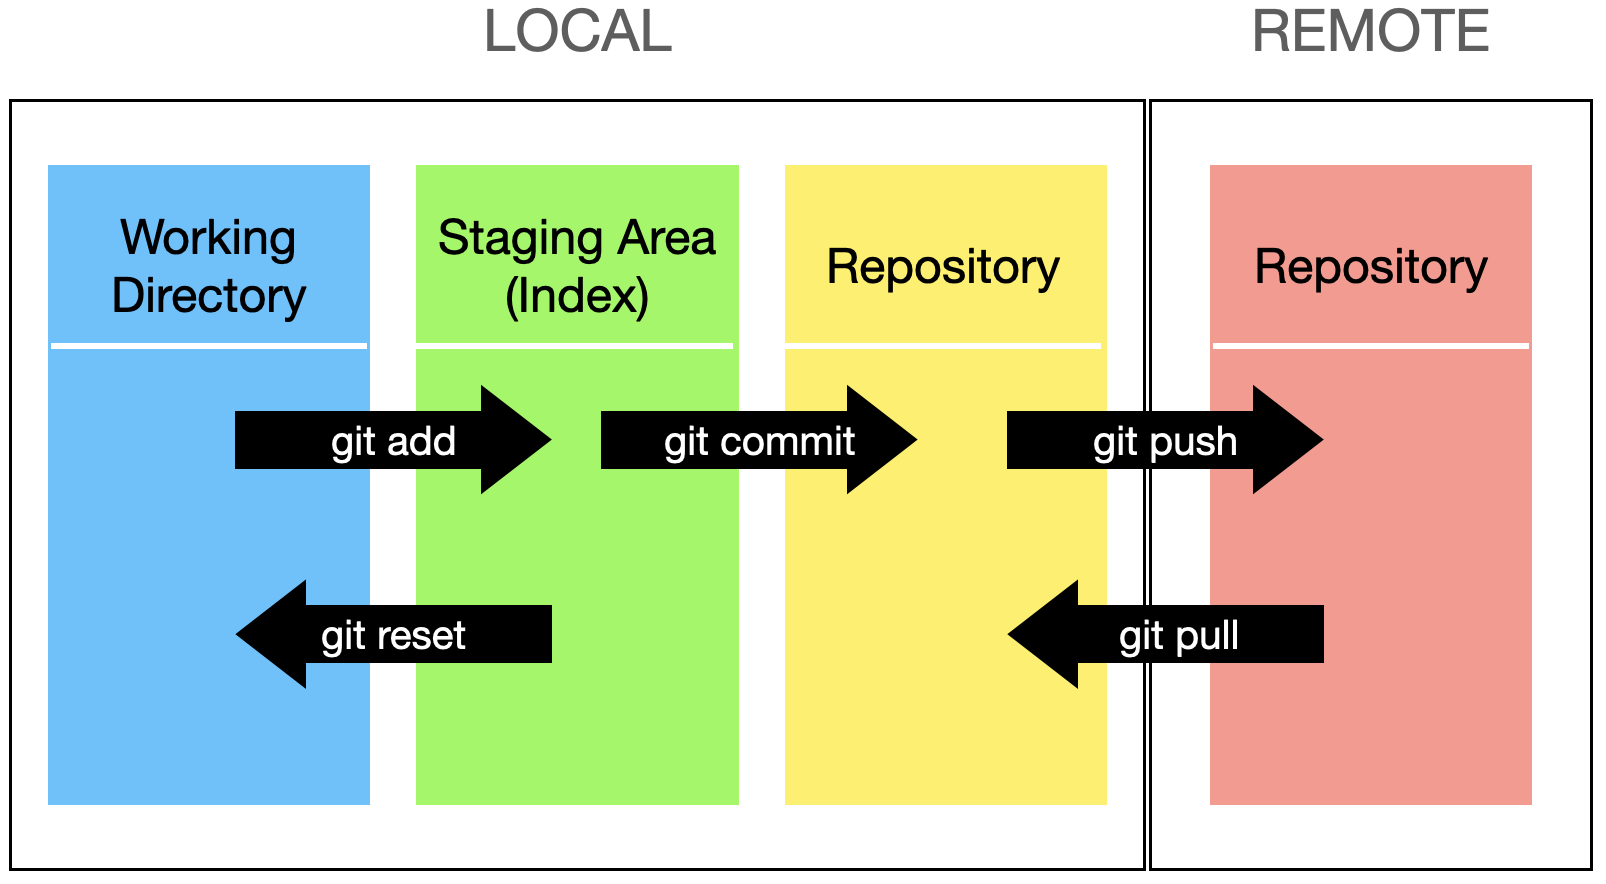 LOCAL
REMOTE
Working
Directory
Staging Area
(Index)
Repository
Repository
git add
git commit
git push
git reset
git pull